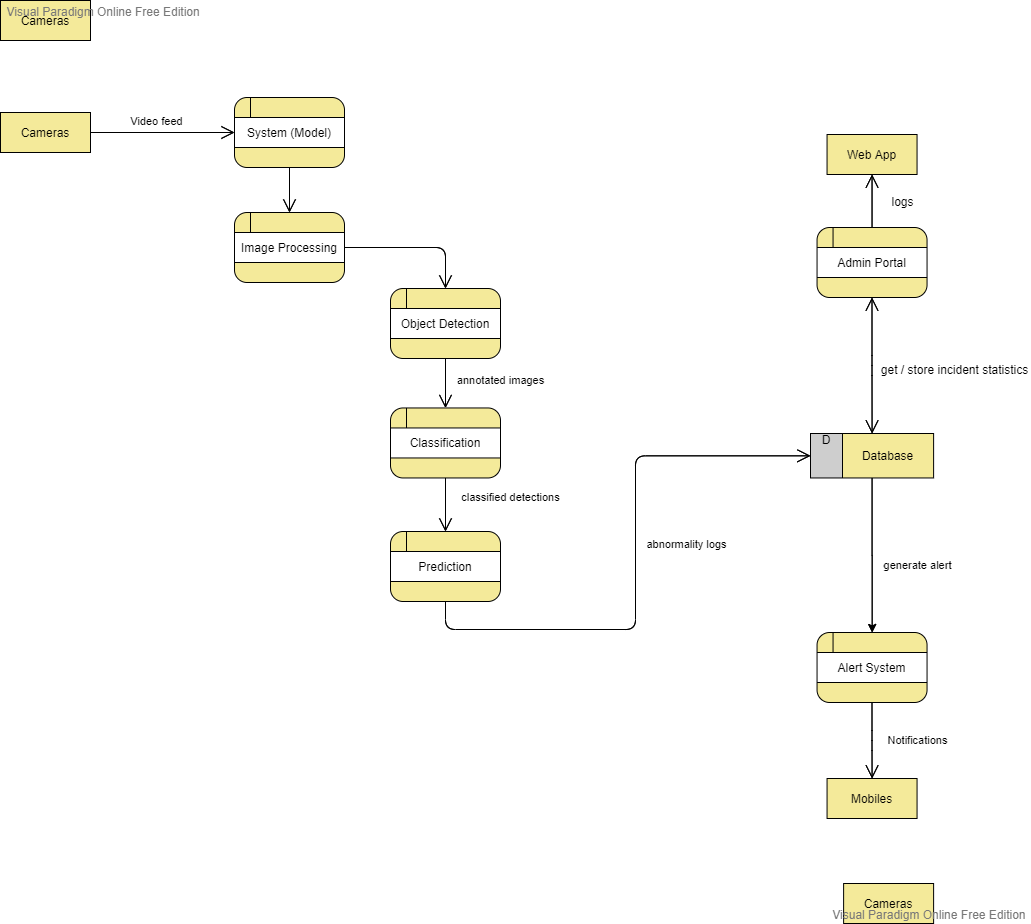 Visual Paradigm Online Free Edition
Cameras
Cameras
Video feed
System (Model)
Image Processing
Object Detection
annotated images
Classification
classified detections
Prediction
abnormality logs
Web App
logs
Admin Portal
get / store incident statistics
D
Database
generate alert
Alert System
Notifications
Mobiles
Cameras
Visual Paradigm Online Free Edition